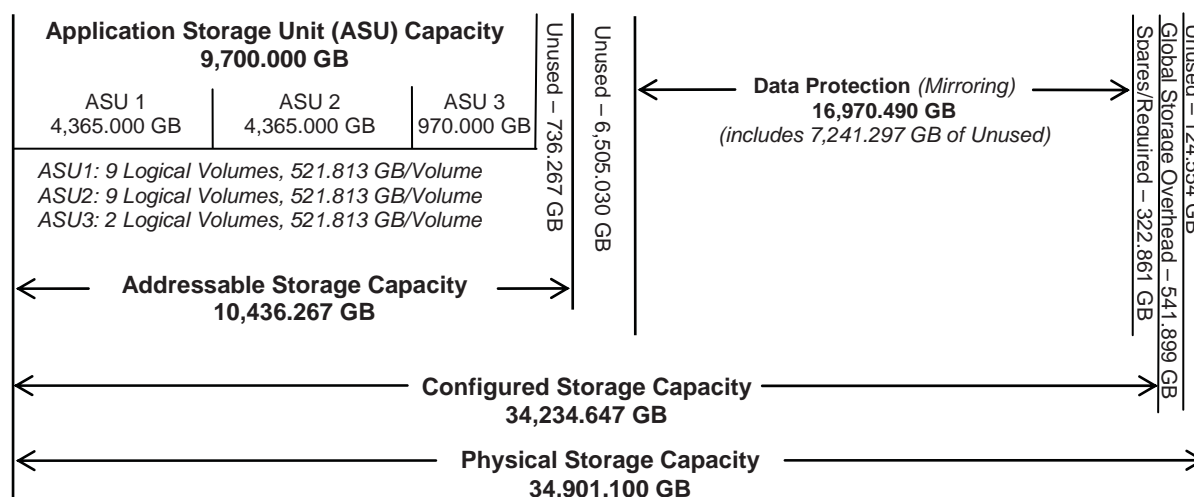 Application Storage Unit (ASU) Capacity
9,700.000 GB
ASU 1
4,365.000 GB
ASU 2
4,365.000 GB
ASU 3
970.000 GB
ASU1: 9 Logical Volumes, 521.813 GB/Volume
ASU2: 9 Logical Volumes, 521.813 GB/Volume
ASU3: 2 Logical Volumes, 521.813 GB/Volume
Unused – 736.267 GB
Unused – 6,505.030 GB
Data Protection (Mirroring)
16,970.490 GB
(includes 7,241.297 GB of Unused)
Spares/Required – 322.861 GB
Global Storage Overhead – 541.899 GB
Unused – 124.554 GB
Addressable Storage Capacity
10,436.267 GB
Configured Storage Capacity
34,234.647 GB
Physical Storage Capacity
34,901.100 GB